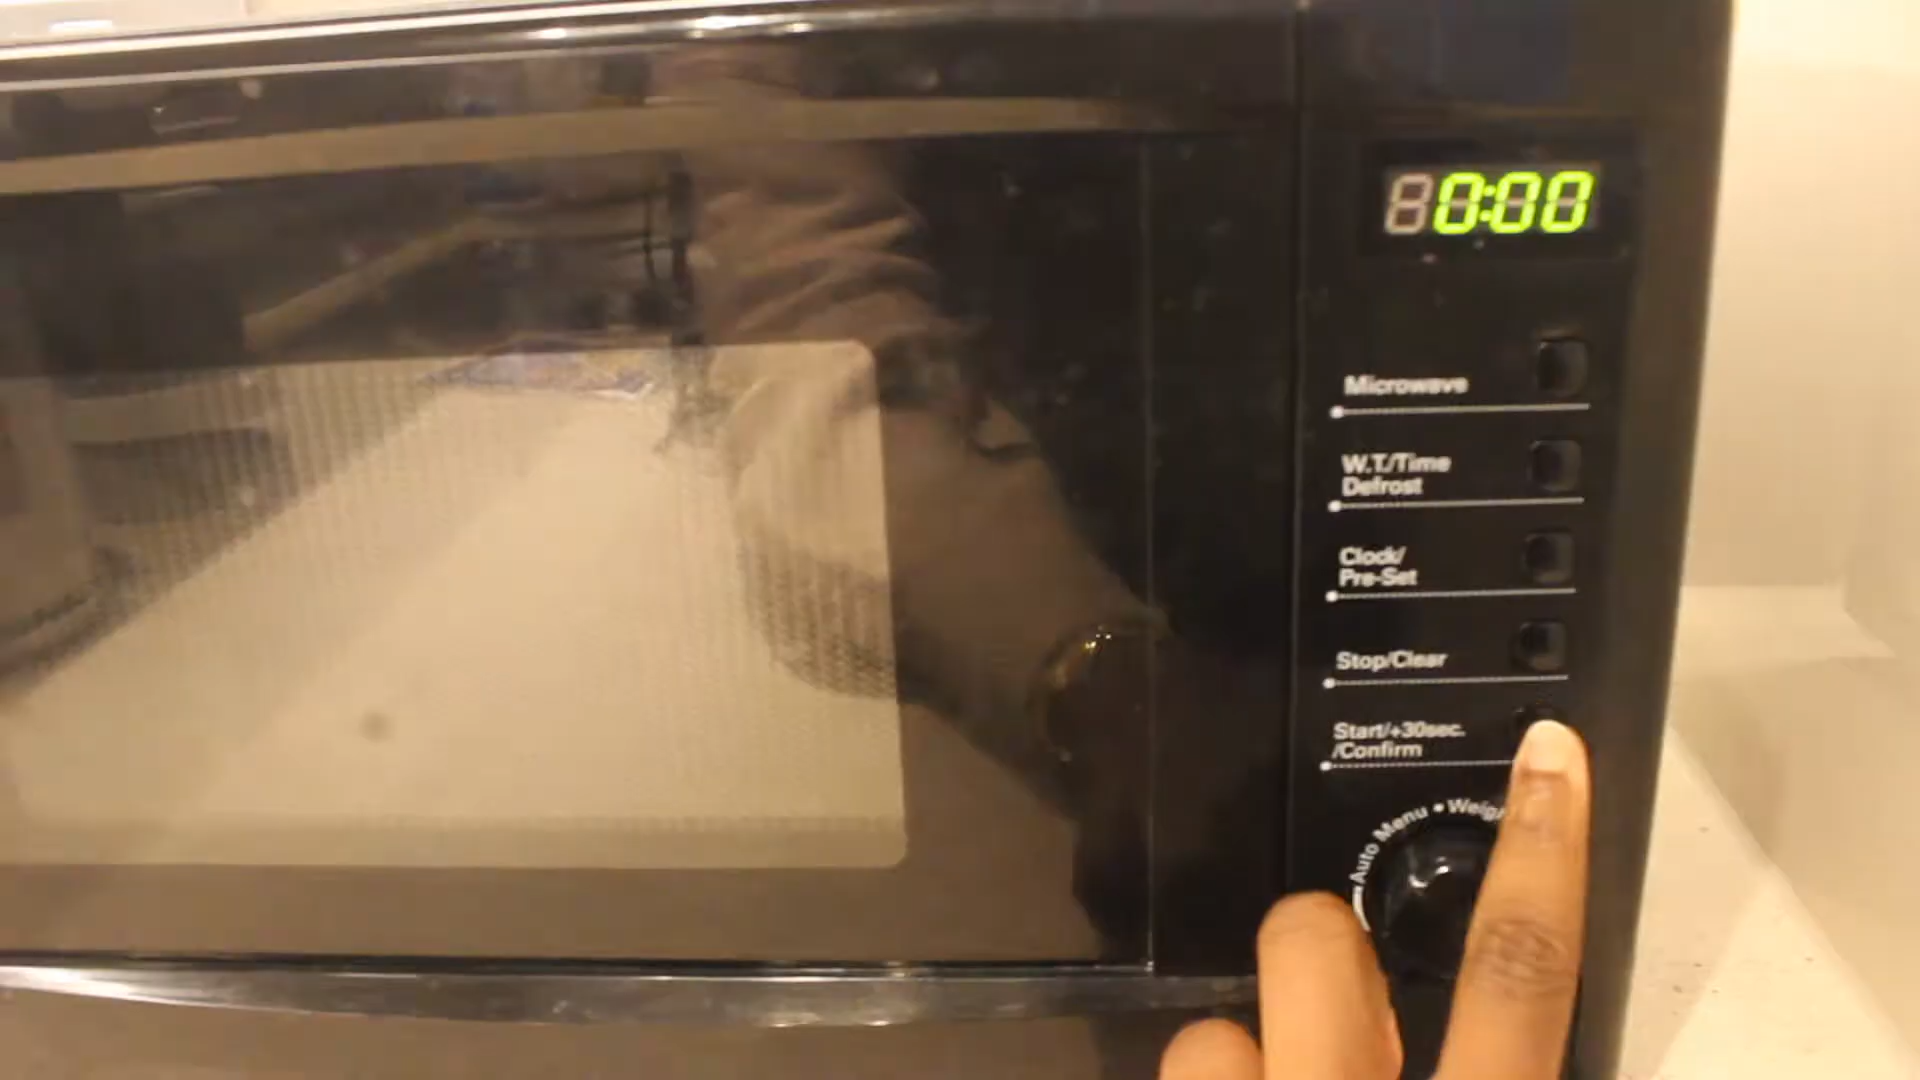 0:00
Microwave
W.T./Time
Defrost
Clock/
Pre-Set
Stop/Clear
Start/+30sec.
/Confirm
Auto Menu •